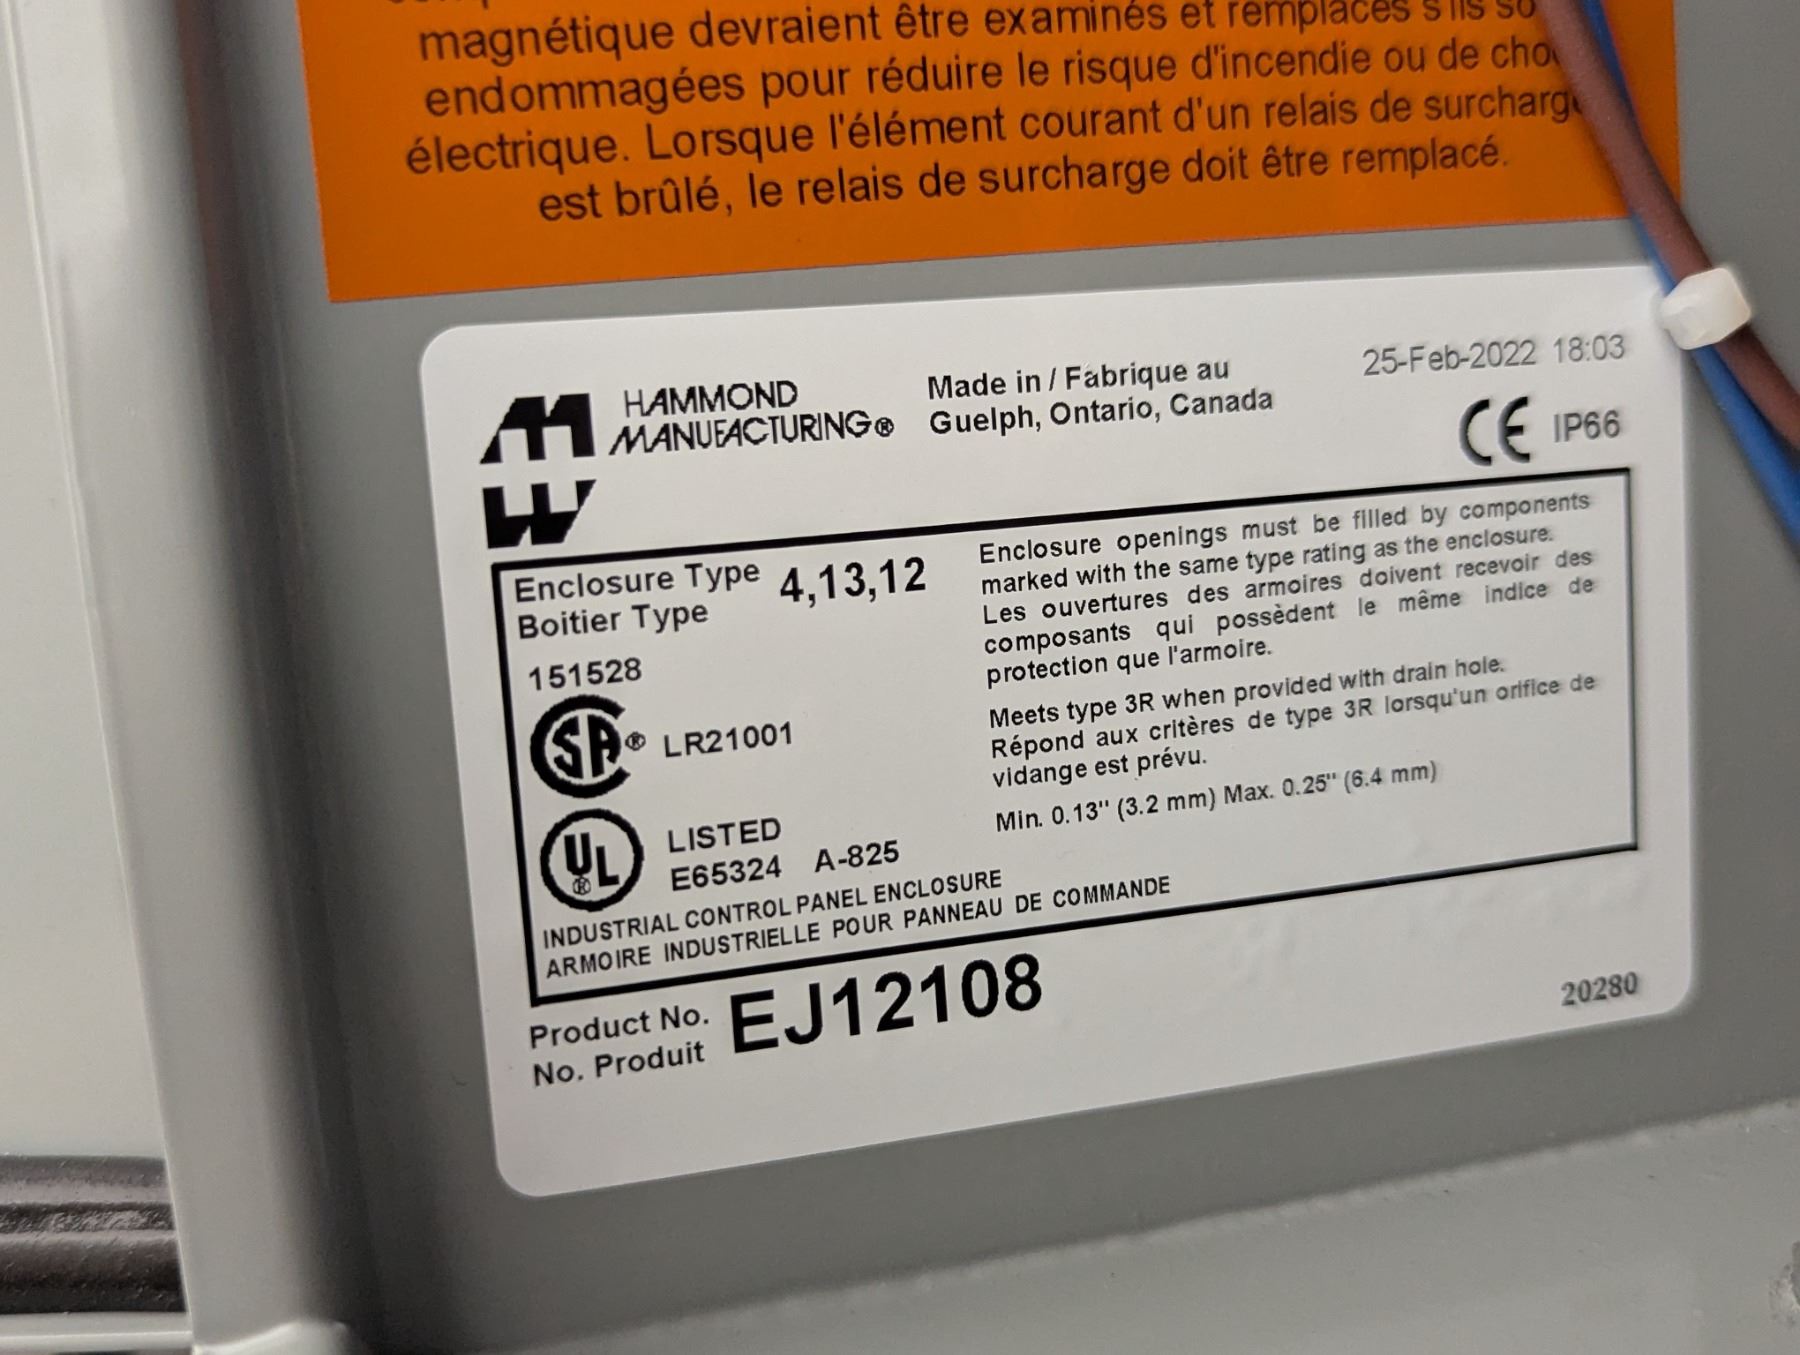 magnétique devraient être examinés et remplacés s'ils so
endommagées pour réduire le risque d'incendie ou de cho
électrique. Lorsque l'élément courant d'un relais de surcharge
est brûlé, le relais de surcharge doit être remplacé.
HAMMOND
MANUFACTURING®
Made in / Fabrique au
Guelph, Ontario, Canada
25-Feb-2022 18:03
CE IP66
Enclosure Type 4,13,12
Boitier Type
151528
SA® LR21001
UL® LISTED
E65324 A-825
INDUSTRIAL CONTROL PANEL ENCLOSURE
ARMOIRE INDUSTRIELLE POUR PANNEAU DE COMMANDE
Enclosure openings must be filled by components
marked with the same type rating as the enclosure.
Les ouvertures des armoires doivent recevoir des
composants qui possèdent le même indice de
protection que l'armoire.
Meets type 3R when provided with drain hole.
Répond aux critères de type 3R lorsqu'un orifice de
vidange est prévu.
Min. 0.13" (3.2 mm) Max. 0.25" (6.4 mm)
Product No. EJ12108
No. Produit
20280